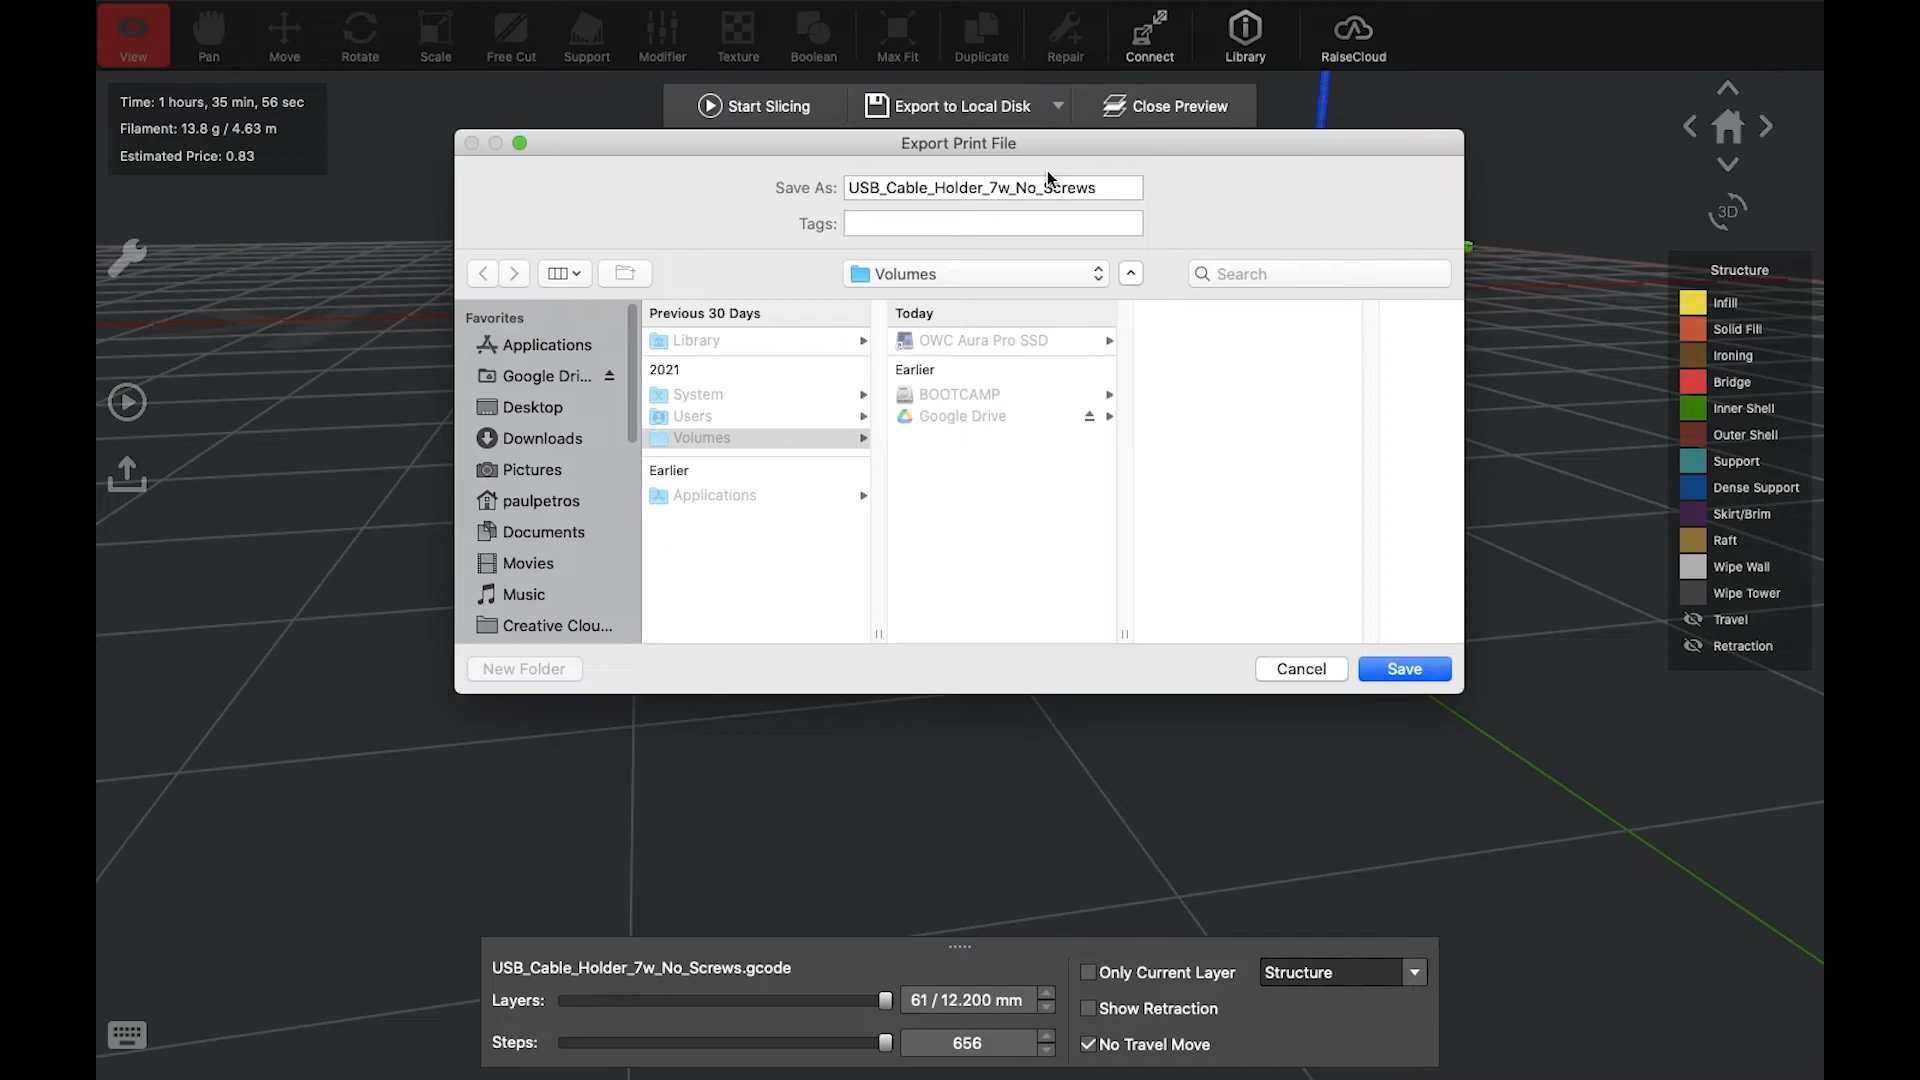 View Pan Move Rotate Scale Free Cut Support Modifier Texture Boolean Max Fit Duplicate Repair Connect Library RaiseCloud
Time: 1 hours, 35 min, 56 sec
Filament: 13.8 g / 4.63 m
Estimated Price: 0.83
Start Slicing Export to Local Disk Close Preview
Export Print File
Save As: USB_Cable_Holder_7w_No_Screws
Tags:
Volumes
Search
3D
Favorites
Applications
Google Dri...
Desktop
Downloads
Pictures
paulpetros
Documents
Movies
Music
Creative Clou...
Previous 30 Days
Library
2021
System
Users
Volumes
Earlier
Applications
Today
OWC Aura Pro SSD
Earlier
BOOTCAMP
Google Drive
New Folder Cancel Save
Structure
Infill
Solid Fill
Ironing
Bridge
Inner Shell
Outer Shell
Support
Dense Support
Skirt/Brim
Raft
Wipe Wall
Wipe Tower
Travel
Retraction
USB_Cable_Holder_7w_No_Screws.gcode
Layers: 61 / 12.200 mm
Steps: 656
Only Current Layer Structure
Show Retraction
No Travel Move